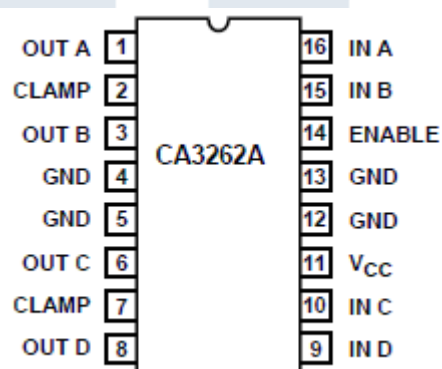 OUT A 1 16 IN A
CLAMP 2 15 IN B
OUT B 3 14 ENABLE
CA3262A
GND 4 13 GND
GND 5 12 GND
OUT C 6 11 VCC
CLAMP 7 10 IN C
OUT D 8 9 IN D